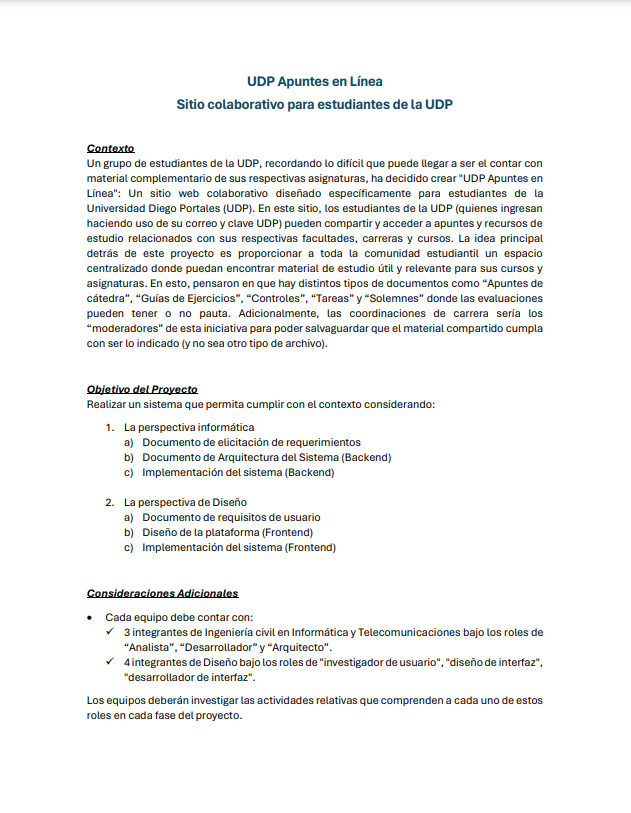 UDP Apuntes en Línea
Sitio colaborativo para estudiantes de la UDP
Contexto
Un grupo de estudiantes de la UDP, recordando lo difícil que puede llegar a ser el contar con
material complementario de sus respectivas asignaturas, ha decidido crear "UDP Apuntes en
Línea": Un sitio web colaborativo diseñado específicamente para estudiantes de la
Universidad Diego Portales (UDP). En este sitio, los estudiantes de la UDP (quienes ingresan
haciendo uso de su correo y clave UDP) pueden compartir y acceder a apuntes y recursos de
estudio relacionados con sus respectivas facultades, carreras y cursos. La idea principal
detrás de este proyecto es proporcionar a toda la comunidad estudiantil un espacio
centralizado donde puedan encontrar material de estudio útil y relevante para sus cursos y
asignaturas. En esto, pensaron en que hay distintos tipos de documentos como “Apuntes de
cátedra”, “Guías de Ejercicios”, “Controles”, “Tareas” y “Solemnes” donde las evaluaciones
pueden tener o no pauta. Adicionalmente, las coordinaciones de carrera sería los
“moderadores” de esta iniciativa para poder salvaguardar que el material compartido cumpla
con ser lo indicado (y no sea otro tipo de archivo).
Objetivo del Proyecto
Realizar un sistema que permita cumplir con el contexto considerando:
1. La perspectiva informática
a) Documento de elicitación de requerimientos
b) Documento de Arquitectura del Sistema (Backend)
c) Implementación del sistema (Backend)
2. La perspectiva de Diseño
a) Documento de requisitos de usuario
b) Diseño de la plataforma (Frontend)
c) Implementación del sistema (Frontend)
Consideraciones Adicionales
• Cada equipo debe contar con:
✓ 3 integrantes de Ingeniería civil en Informática y Telecomunicaciones bajo los roles de
“Analista”, “Desarrollador” y “Arquitecto”.
✓ 4 integrantes de Diseño bajo los roles de "investigador de usuario", "diseño de interfaz",
"desarrollador de interfaz".
Los equipos deberán investigar las actividades relativas que comprenden a cada uno de estos
roles en cada fase del proyecto.